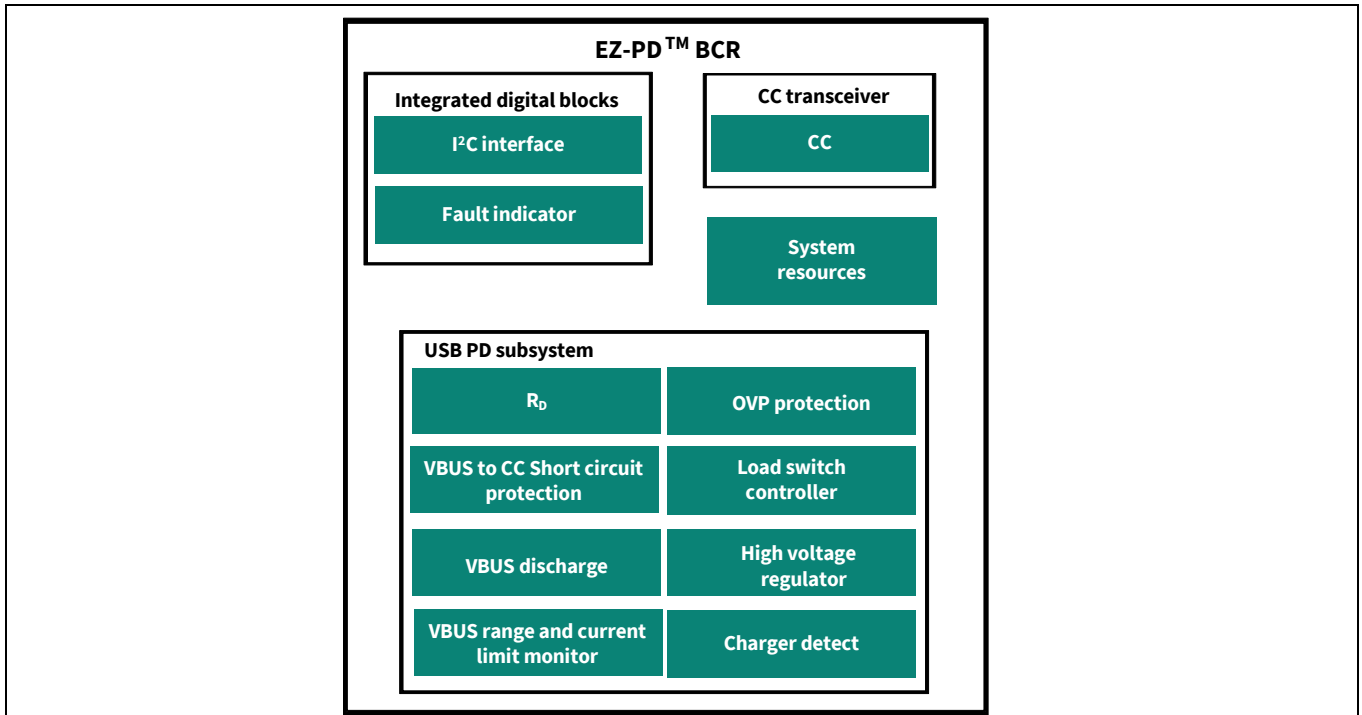 EZ-PD™ BCR
Integrated digital blocks
I²C interface
Fault indicator
CC transceiver
CC
System
resources
USB PD subsystem
R_D
OVP protection
VBUS to CC Short circuit
protection
Load switch
controller
VBUS discharge
High voltage
regulator
VBUS range and current
limit monitor
Charger detect